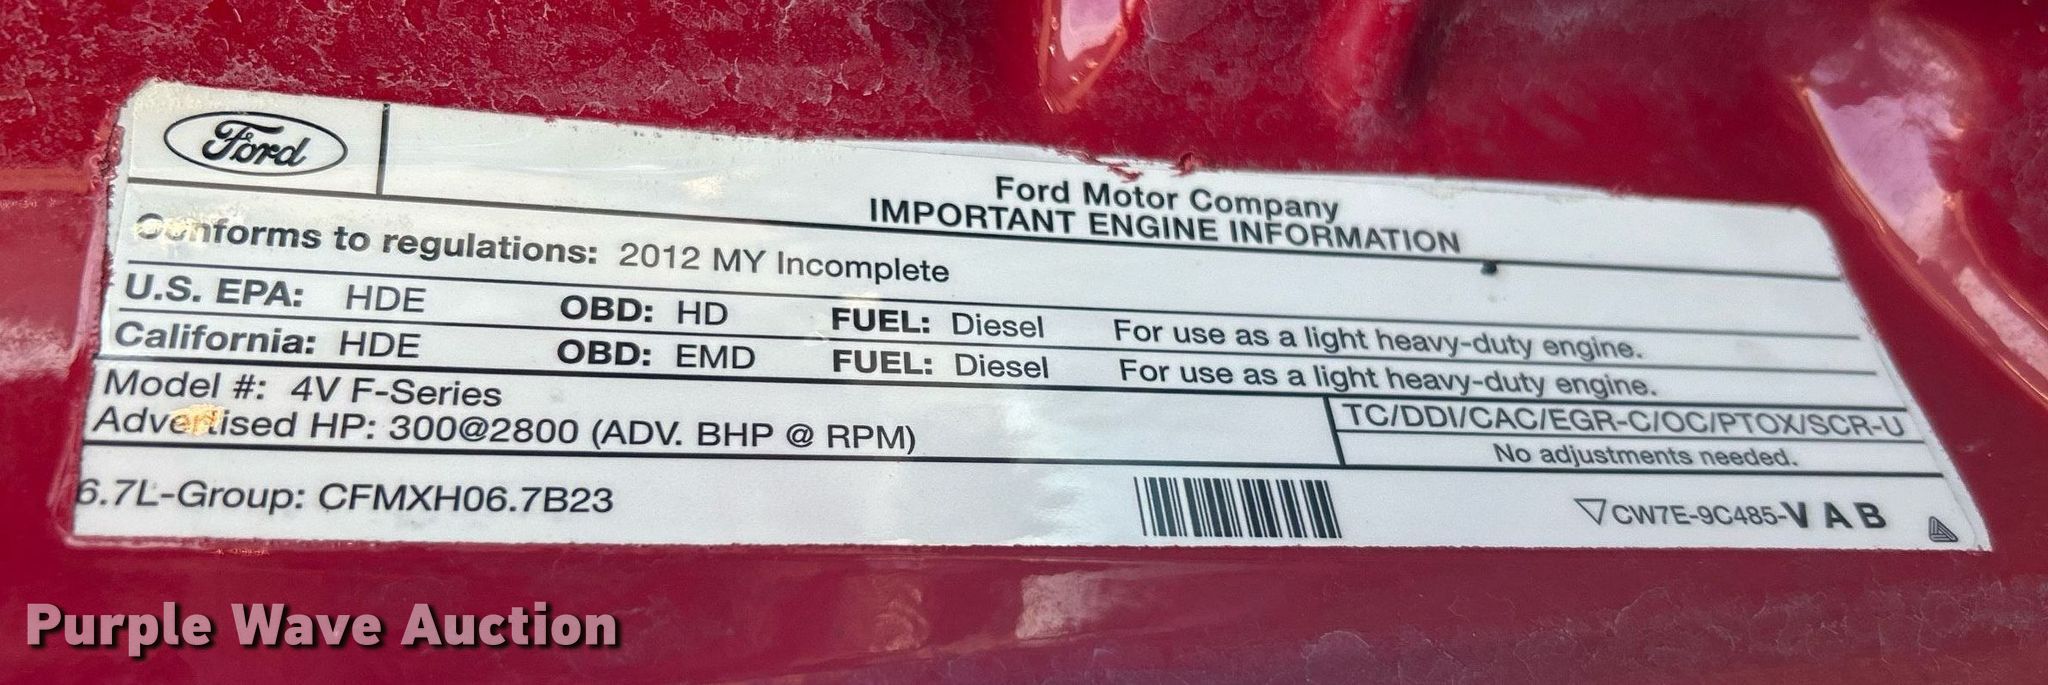 Ford
Ford Motor Company
IMPORTANT ENGINE INFORMATION
Conforms to regulations: 2012 MY Incomplete
U.S. EPA: HDE OBD: HD FUEL: Diesel For use as a light heavy-duty engine.
California: HDE OBD: EMD FUEL: Diesel For use as a light heavy-duty engine.
Model #: 4V F-Series
Advertised HP: 300@2800 (ADV. BHP @ RPM)
TC/DDI/CAC/EGR-C/OC/PTOX/SCR-U
No adjustments needed.
6.7L-Group: CFMXH06.7B23
CW7E-9C485-VAB
Purple Wave Auction